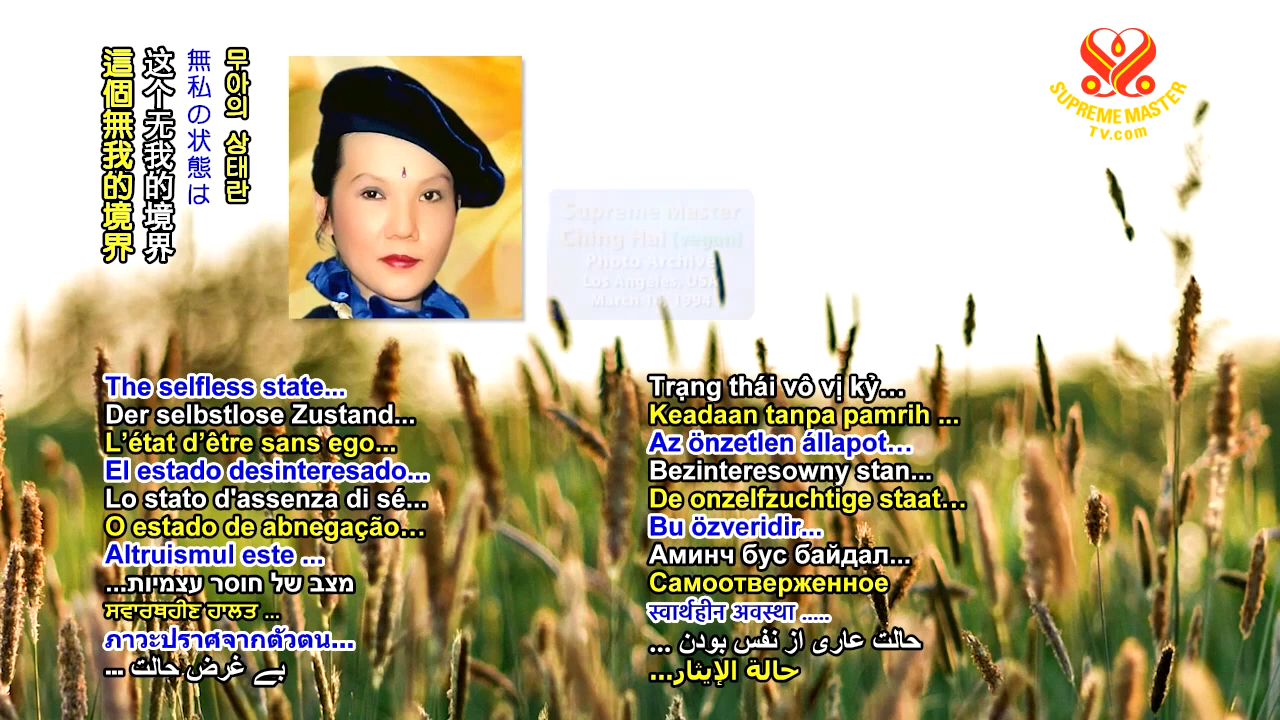 這個無我的境界
这个无我的境界
無私の状態は
무아의 상태란
SUPREME MASTER
TV.com
Supreme Master
Ching Hai (vegan)
Photo Archive
Los Angeles, USA
March 16, 1994
The selfless state...
Der selbstlose Zustand...
L’état d’être sans ego...
El estado desinteresado...
Lo stato d'assenza di sé...
O estado de abnegação...
Altruismul este ...
מצב של חוסר עצמיות...
ਸਵਾਰਥਹੀਣ ਹਾਲਤ ...
ภาวะปราศจากตัวตน...
بے غرض حالت ...
Trạng thái vô vị kỷ...
Keadaan tanpa pamrih ...
Az önzetlen állapot...
Bezinteresowny stan...
De onzelfzuchtige staat...
Bu özveridir...
Аминч бус байдал...
Самоотверженное
स्वार्थहीन अवस्था .....
حالت عاری از نفس بودن ...
حالة الإيثار...